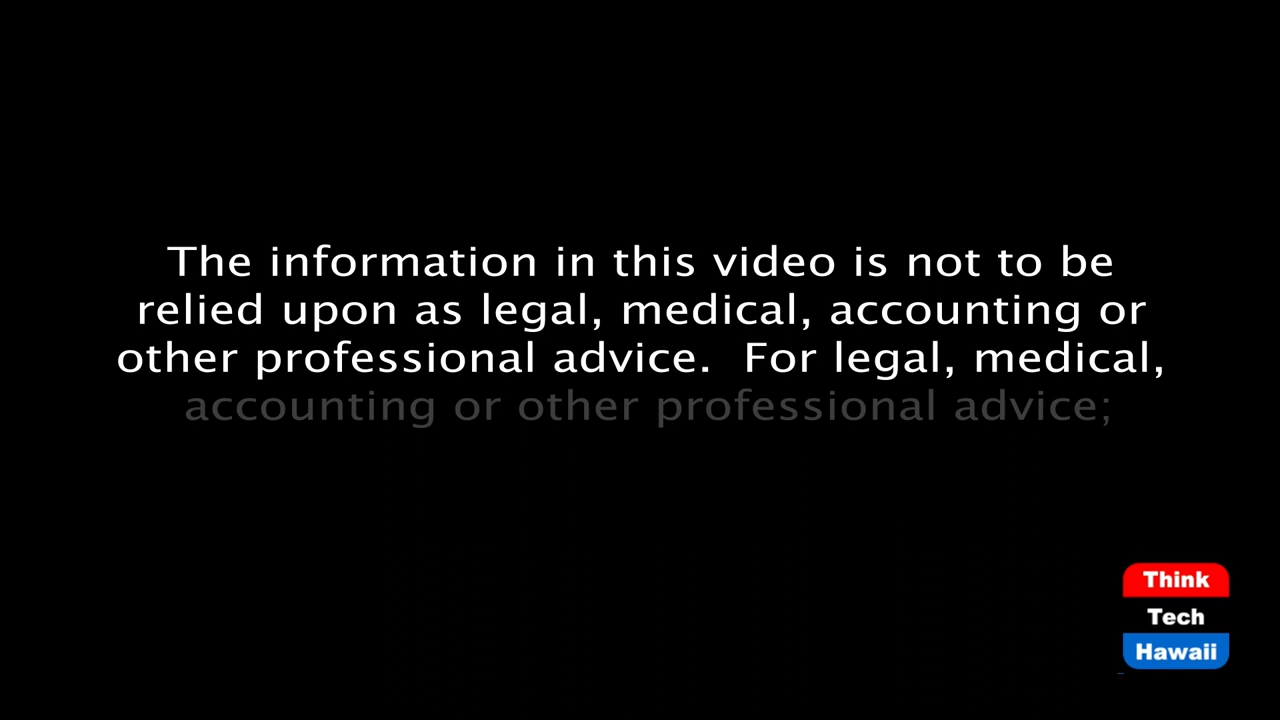 The information in this video is not to be
relied upon as legal, medical, accounting or
other professional advice.  For legal, medical,
accounting or other professional advice;
Think
Tech
Hawaii